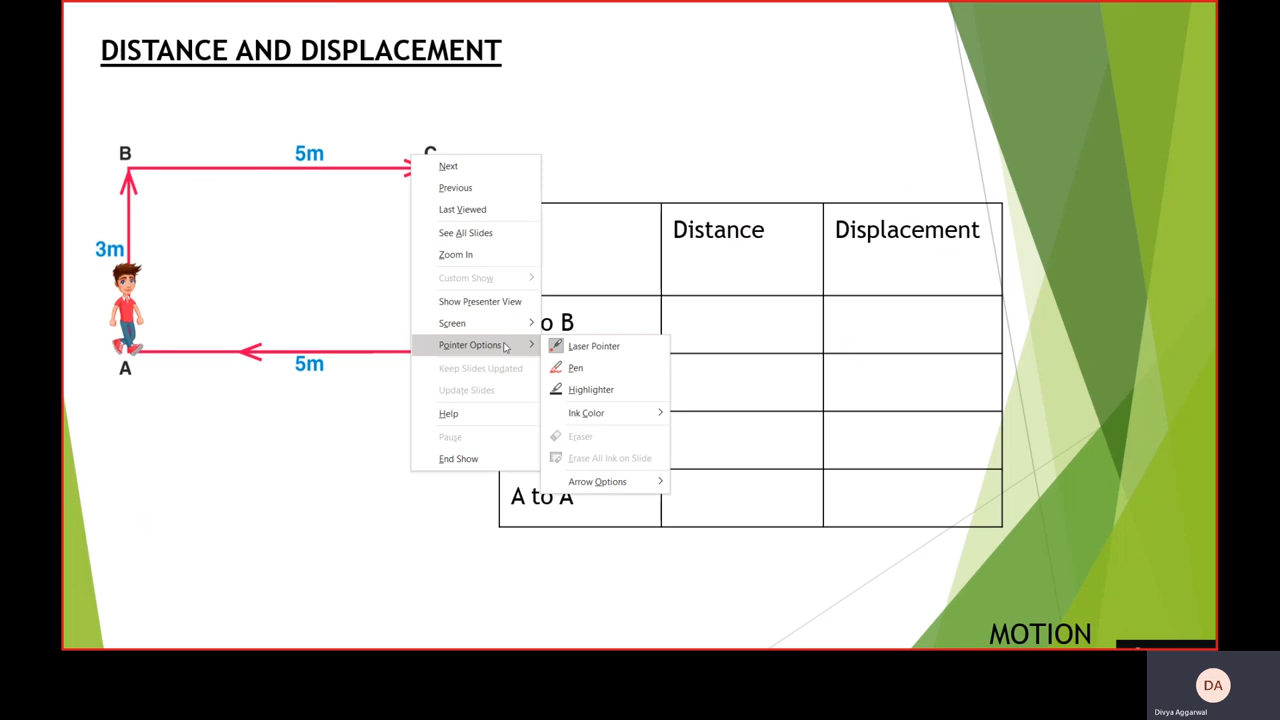 DISTANCE AND DISPLACEMENT
B
5m
C
3m
A
5m
Next
Previous
Last Viewed
See All Slides
Zoom In
Custom Show
Show Presenter View
Screen
Pointer Options
Keep Slides Updated
Update Slides
Help
Pause
End Show
Laser Pointer
Pen
Highlighter
Ink Color
Eraser
Erase All Ink on Slide
Arrow Options
Distance
Displacement
o B
A to A
MOTION
DA
Divya Aggarwal